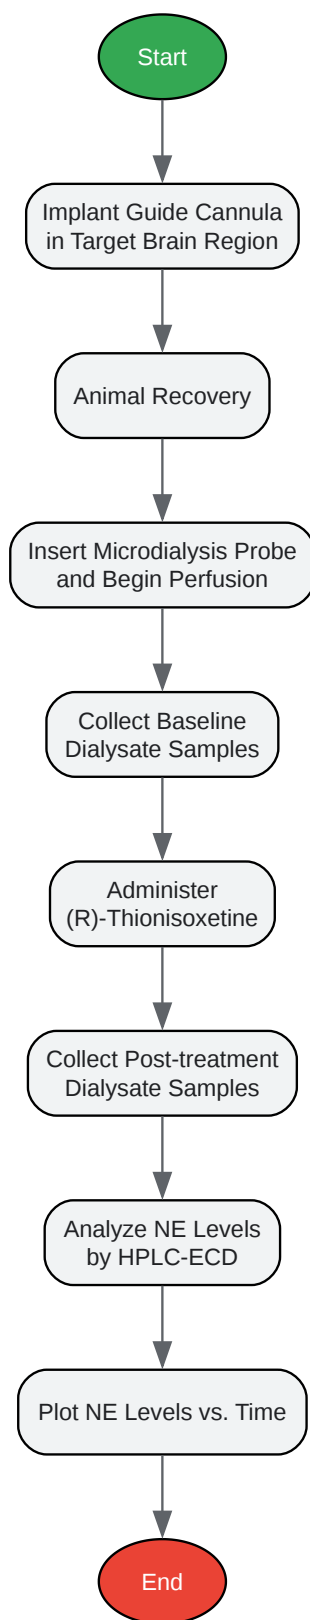 Start
Implant Guide Cannula
in Target Brain Region
Animal Recovery
Insert Microdialysis Probe
and Begin Perfusion
Collect Baseline
Dialysate Samples
Administer
(R)-Thionisoxetine
Collect Post-treatment
Dialysate Samples
Analyze NE Levels
by HPLC-ECD
Plot NE Levels vs. Time
End